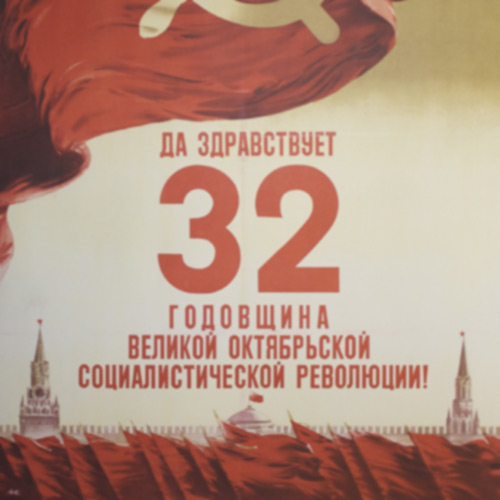 ДА ЗДРАВСТВУЕТ
32
ГОДОВЩИНА
ВЕЛИКОЙ ОКТЯБРЬСКОЙ
СОЦИАЛИСТИЧЕСКОЙ РЕВОЛЮЦИИ!